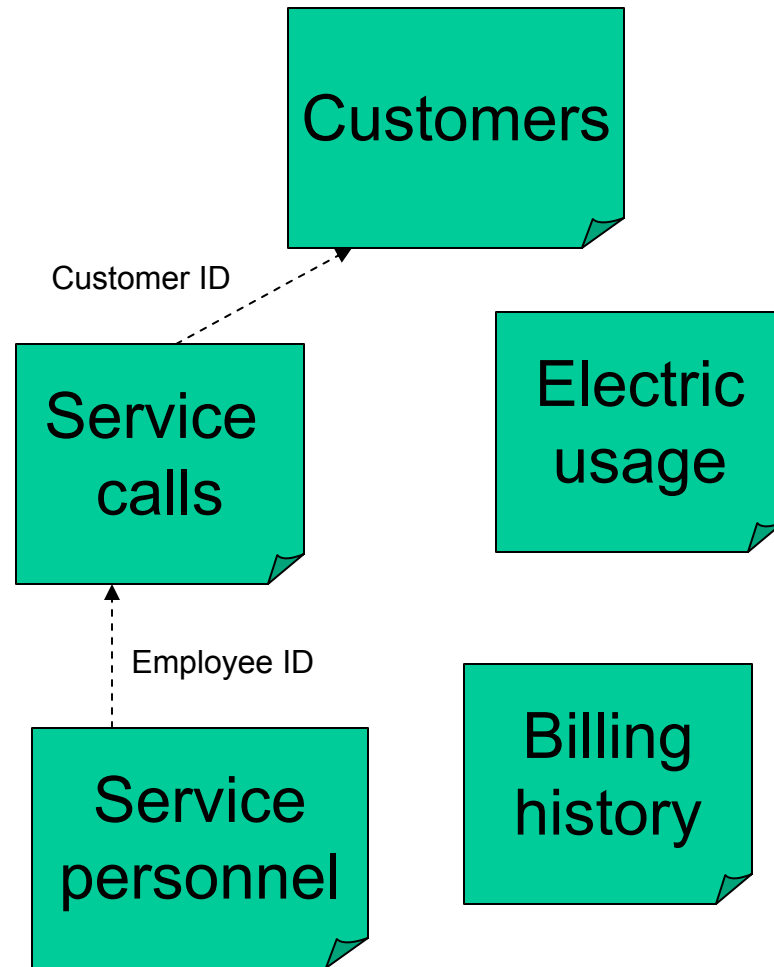 Customers
Customer ID
Service
calls
Electric
usage
Employee ID
Service
personnel
Billing
history